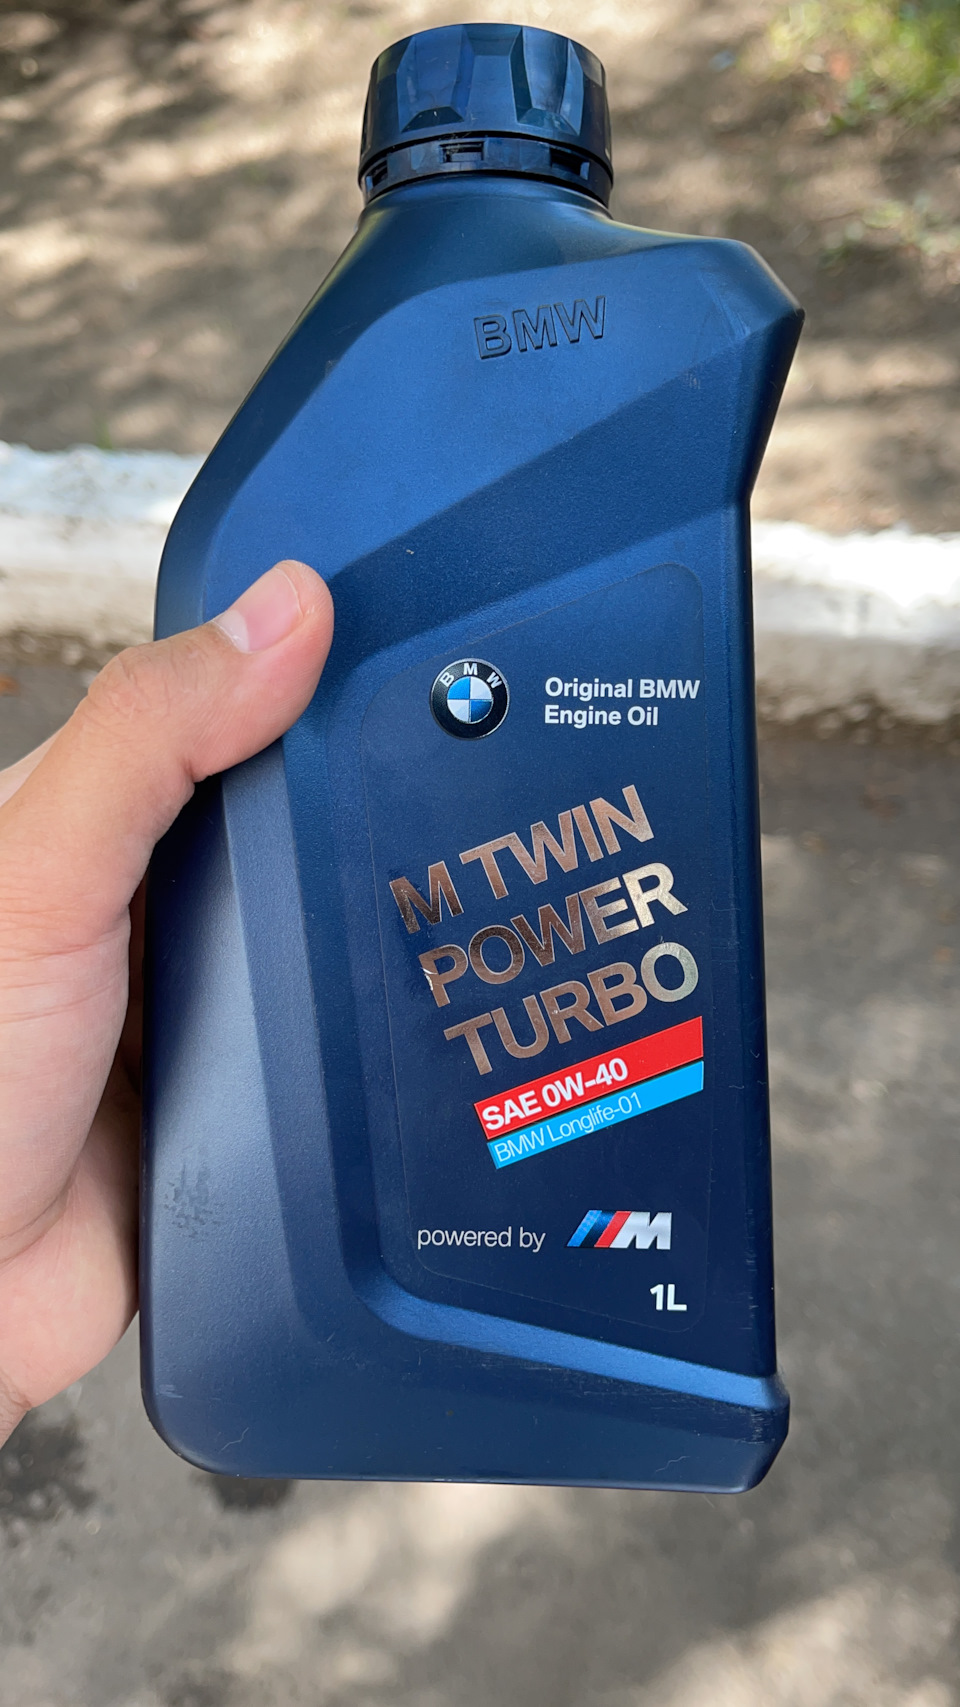 BMW
BMW
Original BMW
Engine Oil
M TWIN
POWER
TURBO
SAE 0W-40
BMW Longlife-01
powered by M
1L